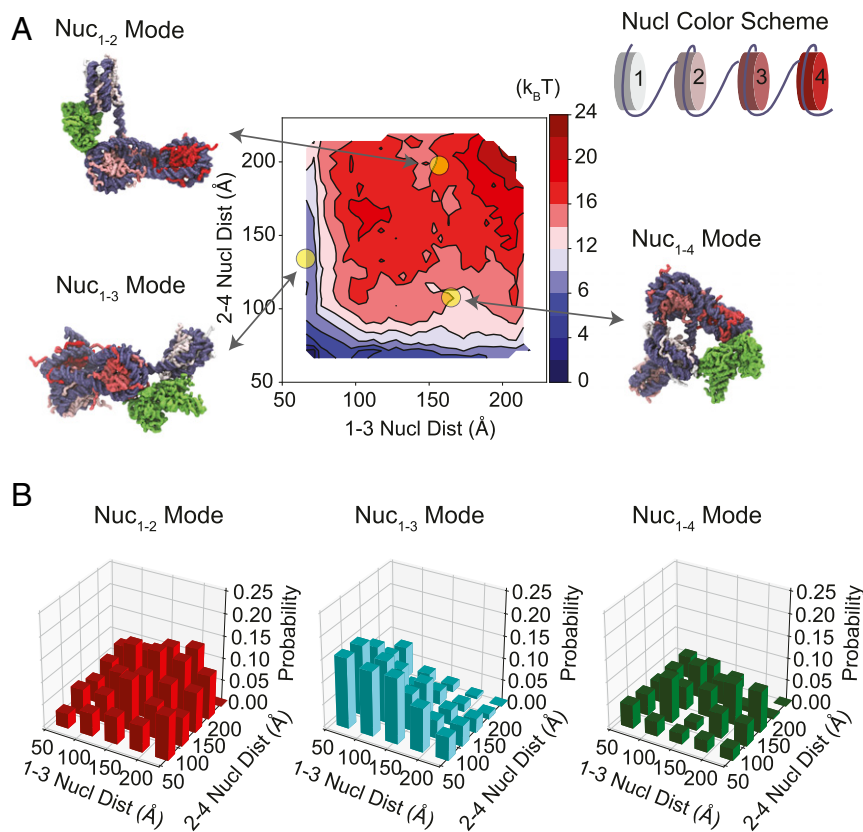 A
Nuc1-2 Mode
Nucl Color Scheme
1 2 3 4
(kBT)
24
20
16
12
8
6
4
2
0
2-4 Nucl Dist (Å)
200
150
100
50
50 100 150 200
1-3 Nucl Dist (Å)
Nuc1-3 Mode
Nuc1-4 Mode
B
Nuc1-2 Mode
0.25
0.20
0.15
0.10
0.05
0.00
Probability
50 100 150 200
1-3 Nucl Dist (Å)
50 100 150 200
2-4 Nucl Dist (Å)
Nuc1-3 Mode
0.25
0.20
0.15
0.10
0.05
0.00
Probability
50 100 150 200
1-3 Nucl Dist (Å)
50 100 150 200
2-4 Nucl Dist (Å)
Nuc1-4 Mode
0.25
0.20
0.15
0.10
0.05
0.00
Probability
50 100 150 200
1-3 Nucl Dist (Å)
50 100 150 200
2-4 Nucl Dist (Å)